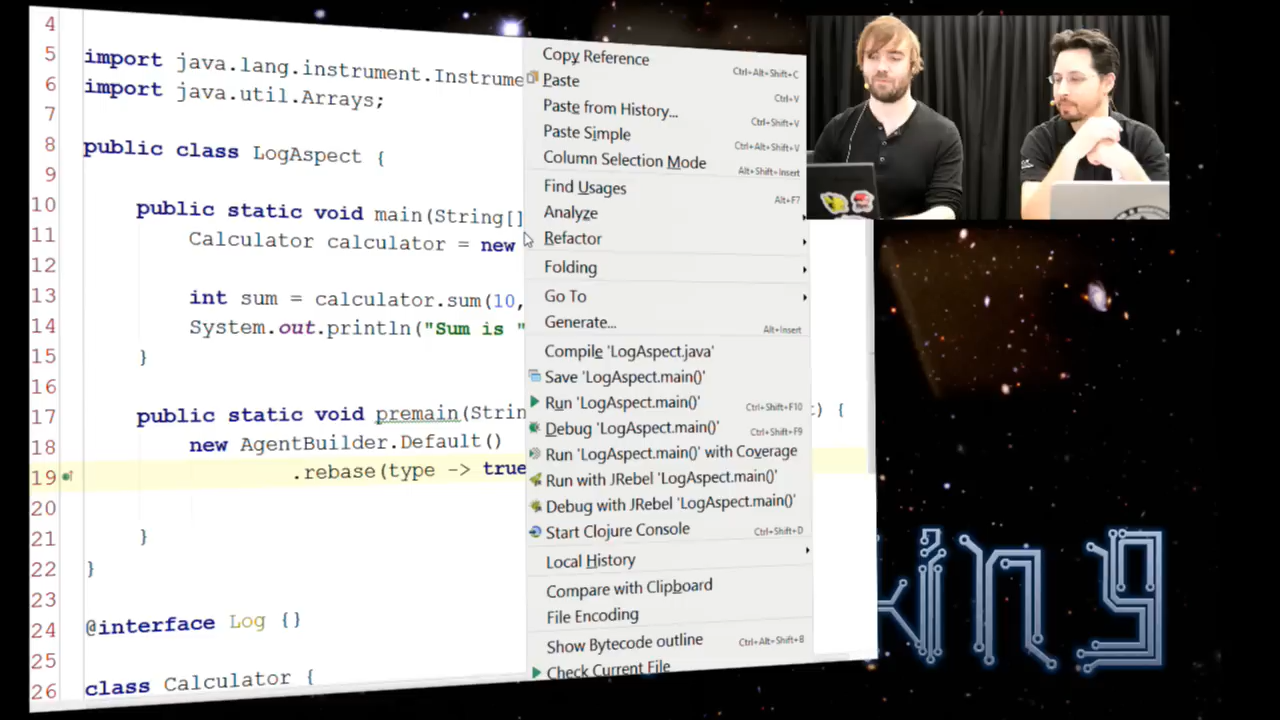 4
5 import java.lang.instrument.Instrume
6 import java.util.Arrays;
7
8 public class LogAspect {
9
10 public static void main(String[]
11 Calculator calculator = new
12
13 int sum = calculator.sum(10,
14 System.out.println("Sum is "
15 }
16
17 public static void premain(Strin ) {
18 new AgentBuilder.Default()
19 .rebase(type -> true
20
21 }
22 }
23
24 @interface Log {}
25
26 class Calculator {
Copy Reference Ctrl+Alt+Shift+C
Paste Ctrl+V
Paste from History... Ctrl+Shift+V
Paste Simple Ctrl+Alt+Shift+V
Column Selection Mode Alt+Shift+Insert
Find Usages Alt+F7
Analyze
Refactor
Folding
Go To
Generate... Alt+Insert
Compile 'LogAspect.java'
Save 'LogAspect.main()'
Run 'LogAspect.main()' Ctrl+Shift+F10
Debug 'LogAspect.main()' Ctrl+Shift+F9
Run 'LogAspect.main()' with Coverage
Run with JRebel 'LogAspect.main()'
Debug with JRebel 'LogAspect.main()'
Start Clojure Console Ctrl+Shift+D
Local History
Compare with Clipboard
File Encoding
Show Bytecode outline Ctrl+Alt+Shift+B
Check Current File
king